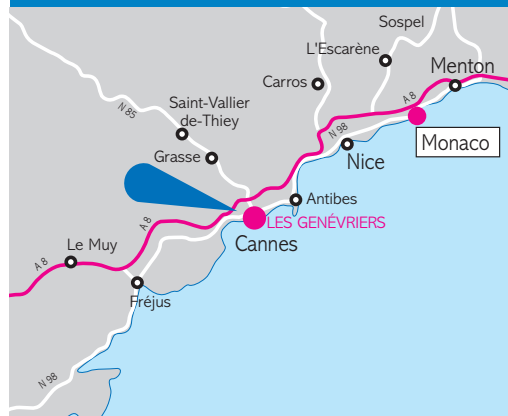 Sospel
L'Escarène
Menton
Carros
A 8
N 85
Saint-Vallier
de-Thiey
N 98
Monaco
Grasse
Nice
Antibes
LES GENÉVRIERS
A 8
Cannes
Le Muy
A 8
Fréjus
N 98